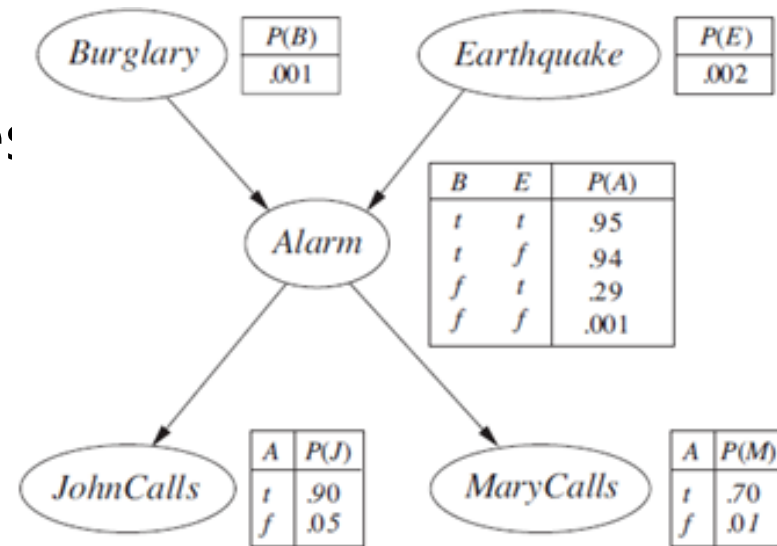 Burglary
P(B)
.001
Earthquake
P(E)
.002
Alarm
B E P(A)
t t .95
t f .94
f t .29
f f .001
JohnCalls
A P(J)
t .90
f .05
MaryCalls
A P(M)
t .70
f .01